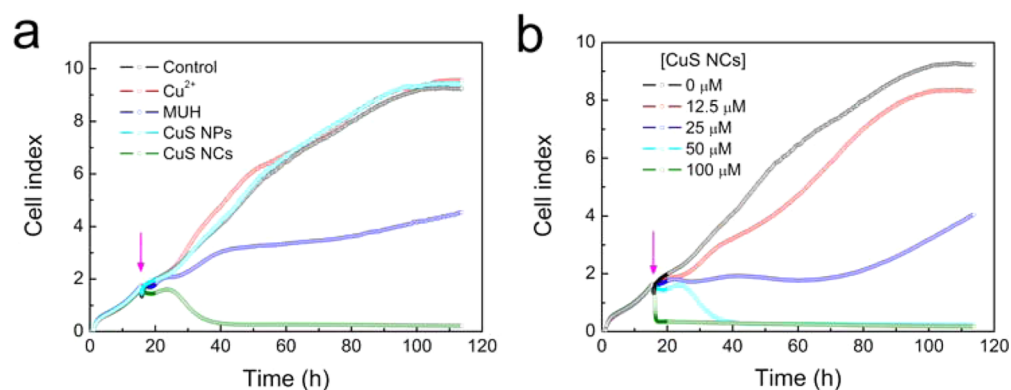 a
Cell index
10
8
6
4
2
0
Control
Cu²⁺
MUH
CuS NPs
CuS NCs
0 20 40 60 80 100 120
Time (h)
b
Cell index
10
8
6
4
2
0
[CuS NCs]
0 μM
12.5 μM
25 μM
50 μM
100 μM
0 20 40 60 80 100 120
Time (h)